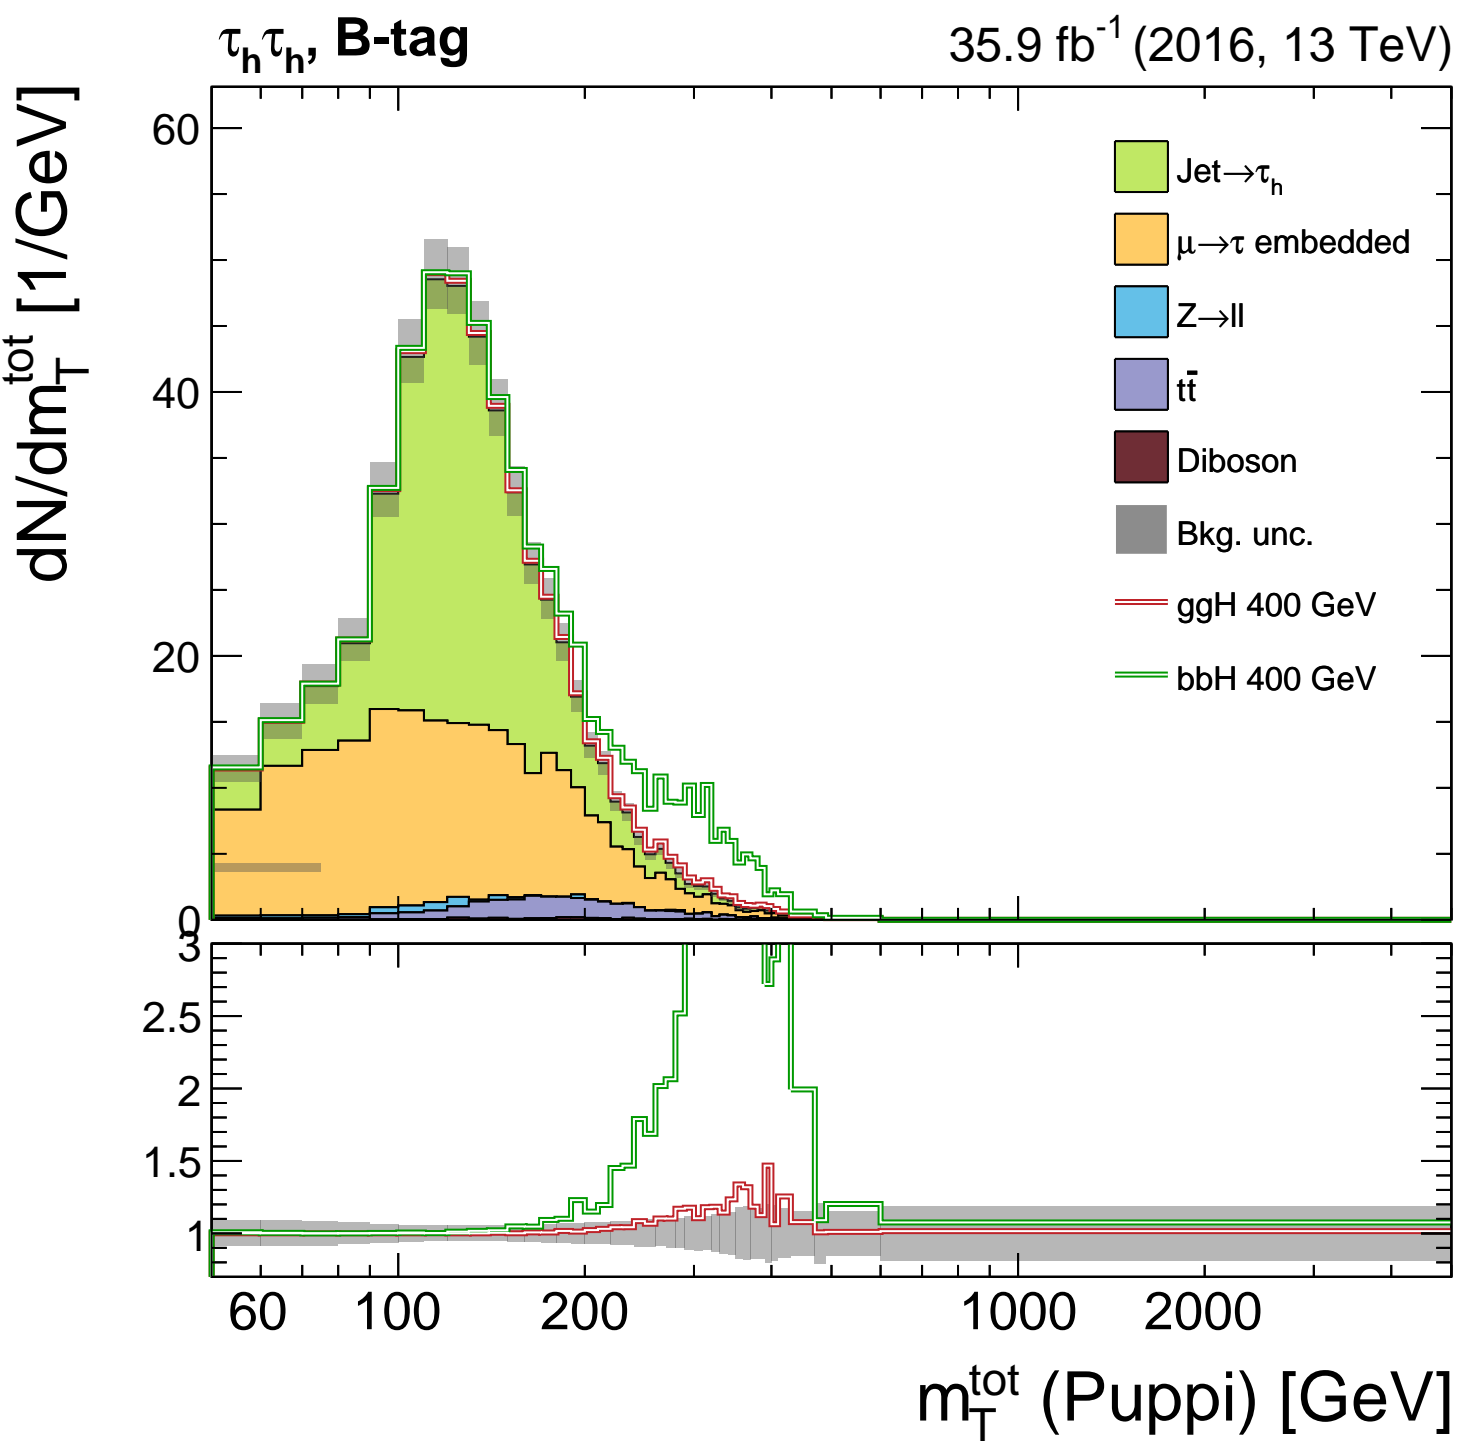 τhτh, B-tag
35.9 fb-1 (2016, 13 TeV)
dN/dmTtot [1/GeV]
60
40
20
0
Jet→τh
μ→τ embedded
Z→ll
tt̄
Diboson
Bkg. unc.
ggH 400 GeV
bbH 400 GeV
3
2.5
2
1.5
1
60 100 200 1000 2000
mTtot (Puppi) [GeV]